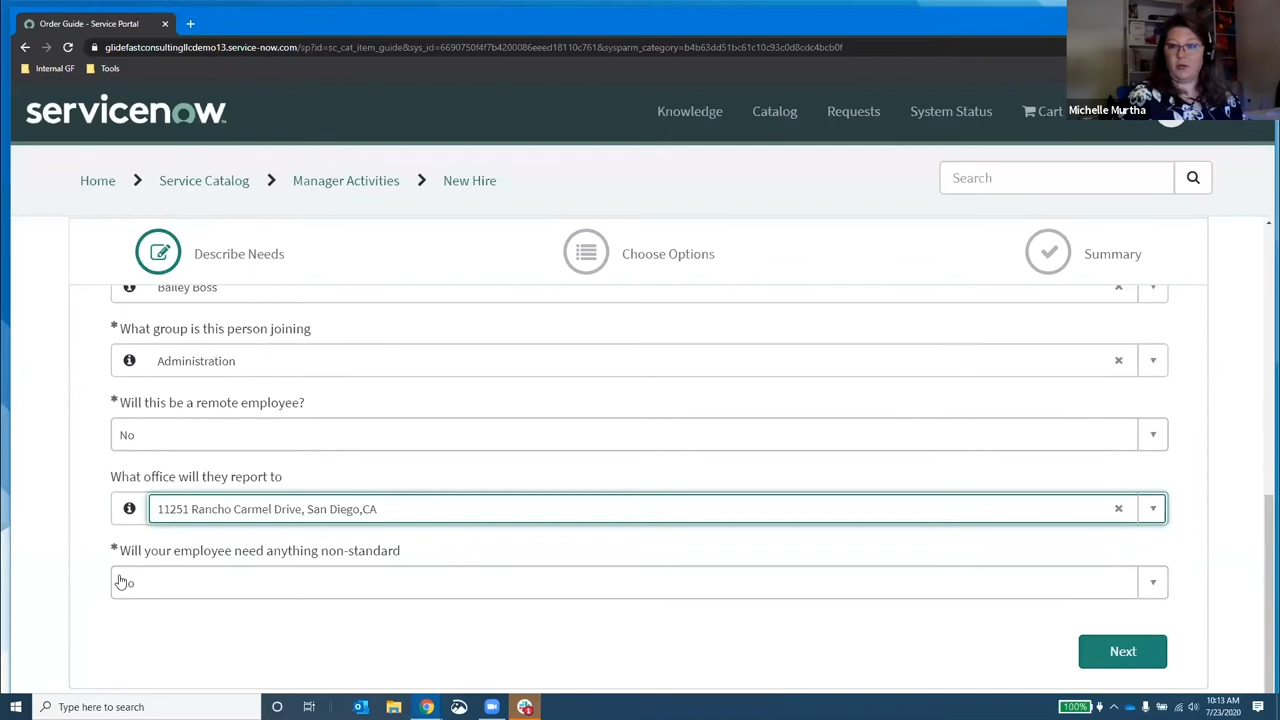 Order Guide - Service Portal
glidefastconsultingllcdemo13.service-now.com/sp?id=sc_cat_item_guide&sys_id=6690750f4f7b4200086eeed18110c761&sysparm_category=b4b63dd51bc61c10c93c0d8cdc4bcb0f
Internal GF
Tools
Michelle Murtha
servicenow
Knowledge
Catalog
Requests
System Status
Cart
Home
Service Catalog
Manager Activities
New Hire
Search
Describe Needs
Choose Options
Summary
Bailey Boss
* What group is this person joining
Administration
* Will this be a remote employee?
No
What office will they report to
11251 Rancho Carmel Drive, San Diego,CA
* Will your employee need anything non-standard
Next
Type here to search
100%
10:13 AM
7/23/2020